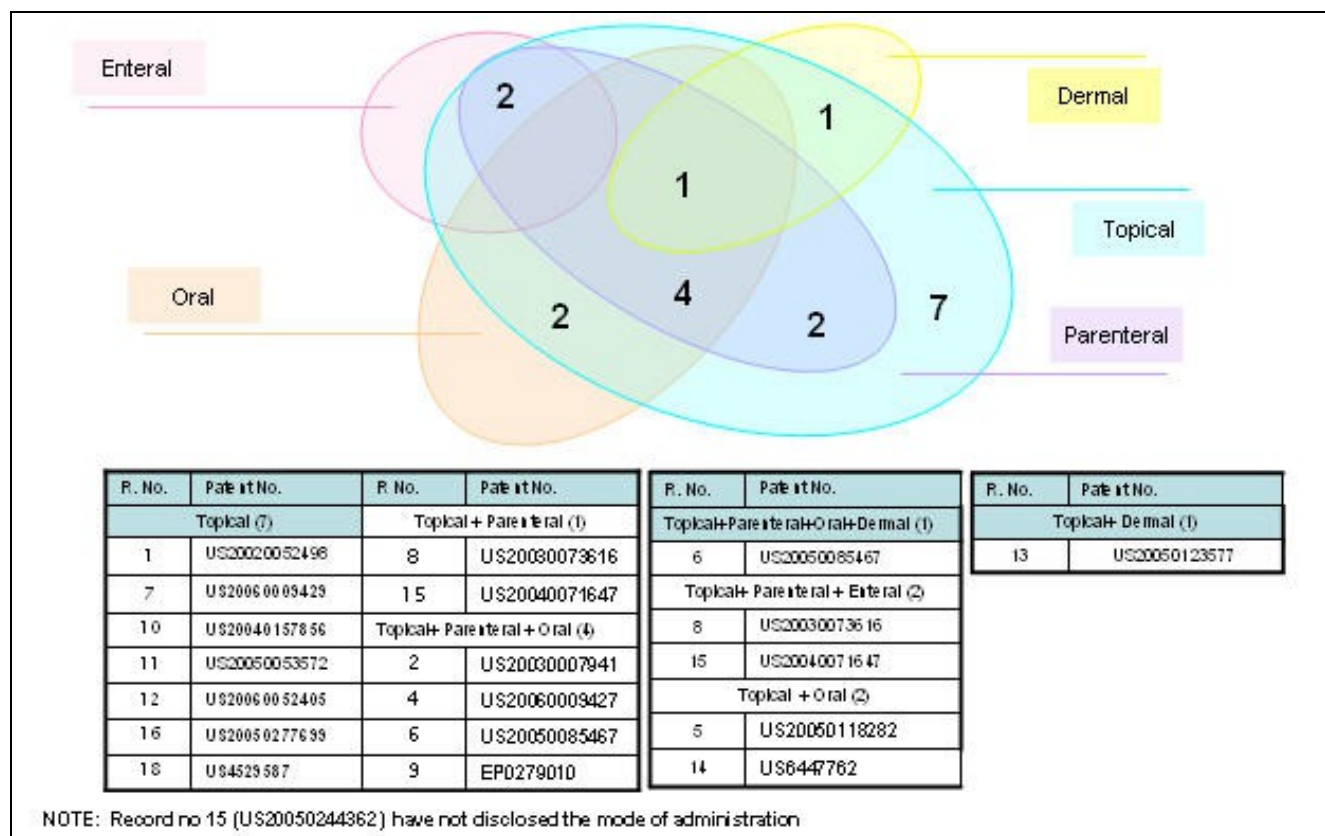 Enteral
2
1
Dermal
1
Topical
Oral
4
2
2
7
Parenteral
R. No. Patent No. R No. Patent No.
Topical (7) Topical + Parenteral (1)
1 US20020052498 8 US20030073616
7 US20060009429 15 US20040071647
10 US20040157856 Topical+ Parenteral + Oral (4)
11 US20050053572 2 US20030007941
12 US20060052405 4 US20060009427
16 US20050277699 6 US20050085467
18 US4529587 9 EP0279010
R. No. Patent No.
Topical+Parenteral+Oral+Dermal (1)
6 US20050085467
Topical+ Parenteral + Enteral (2)
8 US20030073616
15 US20040071647
Topical + Oral (2)
5 US20050118282
14 US6447762
R. No. Patent No.
Topical+ Dermal (1)
13 US20050123577
NOTE: Record no 15 (US20050244362) have not disclosed the mode of administration